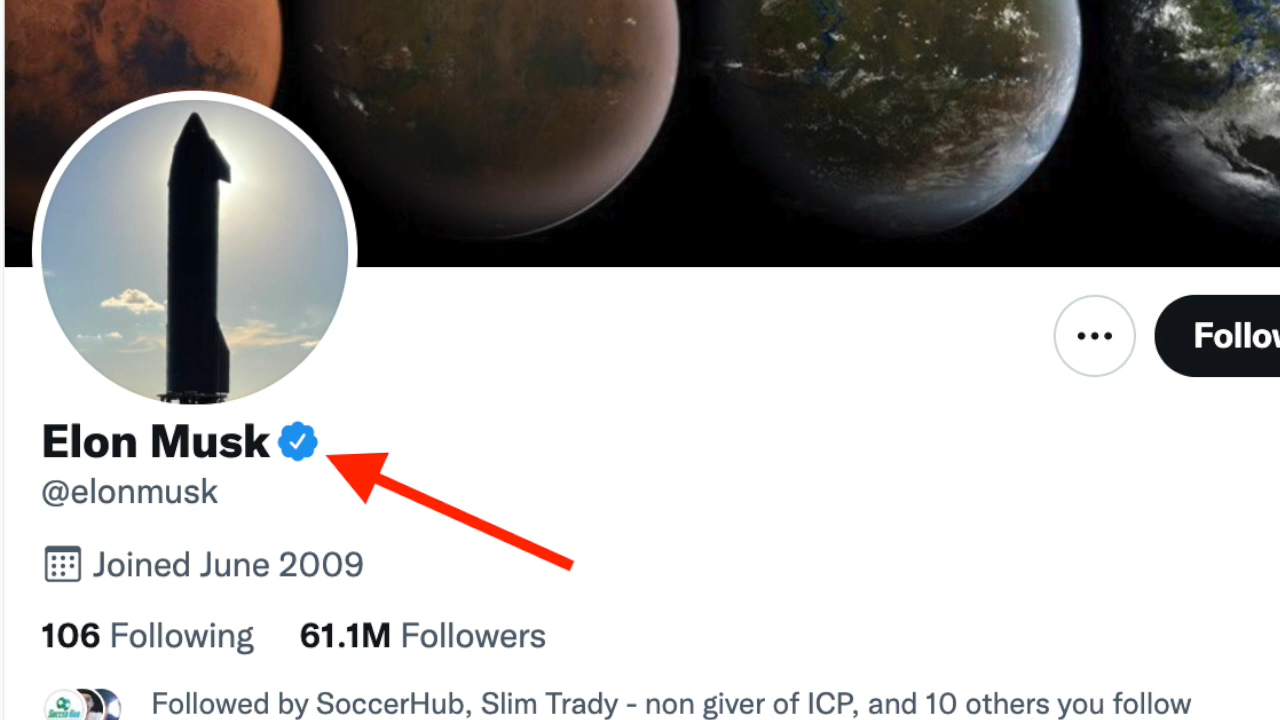 Follow
Elon Musk
@elonmusk
Joined June 2009
106 Following 61.1M Followers
Followed by SoccerHub, Slim Trady - non giver of ICP, and 10 others you follow